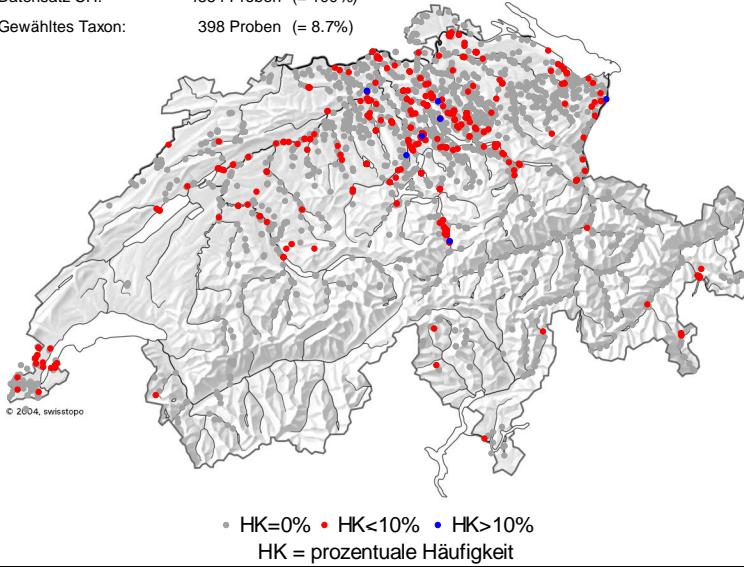 Gewähltes Taxon: 398 Proben (= 8.7%)
© 2004, swisstopo
HK=0% HK<10% HK>10%
HK = prozentuale Häufigkeit